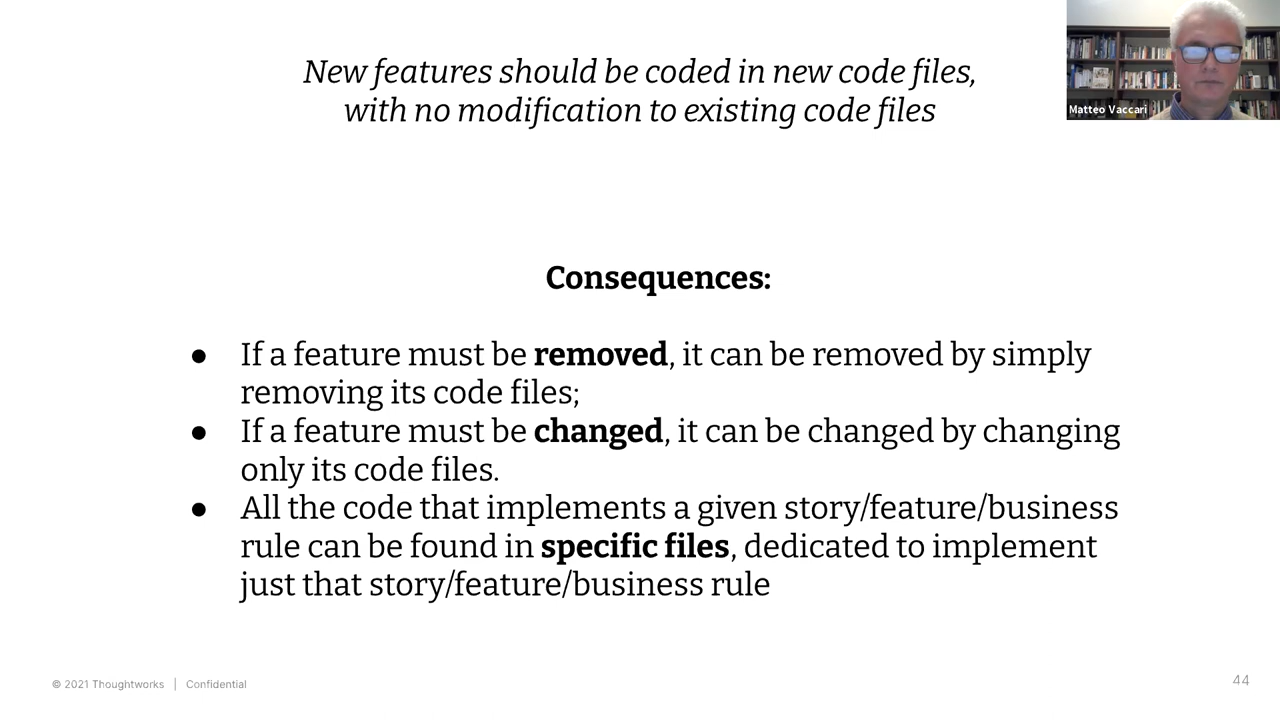 New features should be coded in new code files,
with no modification to existing code files
Matteo Vaccari
Consequences:
● If a feature must be removed, it can be removed by simply
removing its code files;
● If a feature must be changed, it can be changed by changing
only its code files.
● All the code that implements a given story/feature/business
rule can be found in specific files, dedicated to implement
just that story/feature/business rule
© 2021 Thoughtworks | Confidential
44